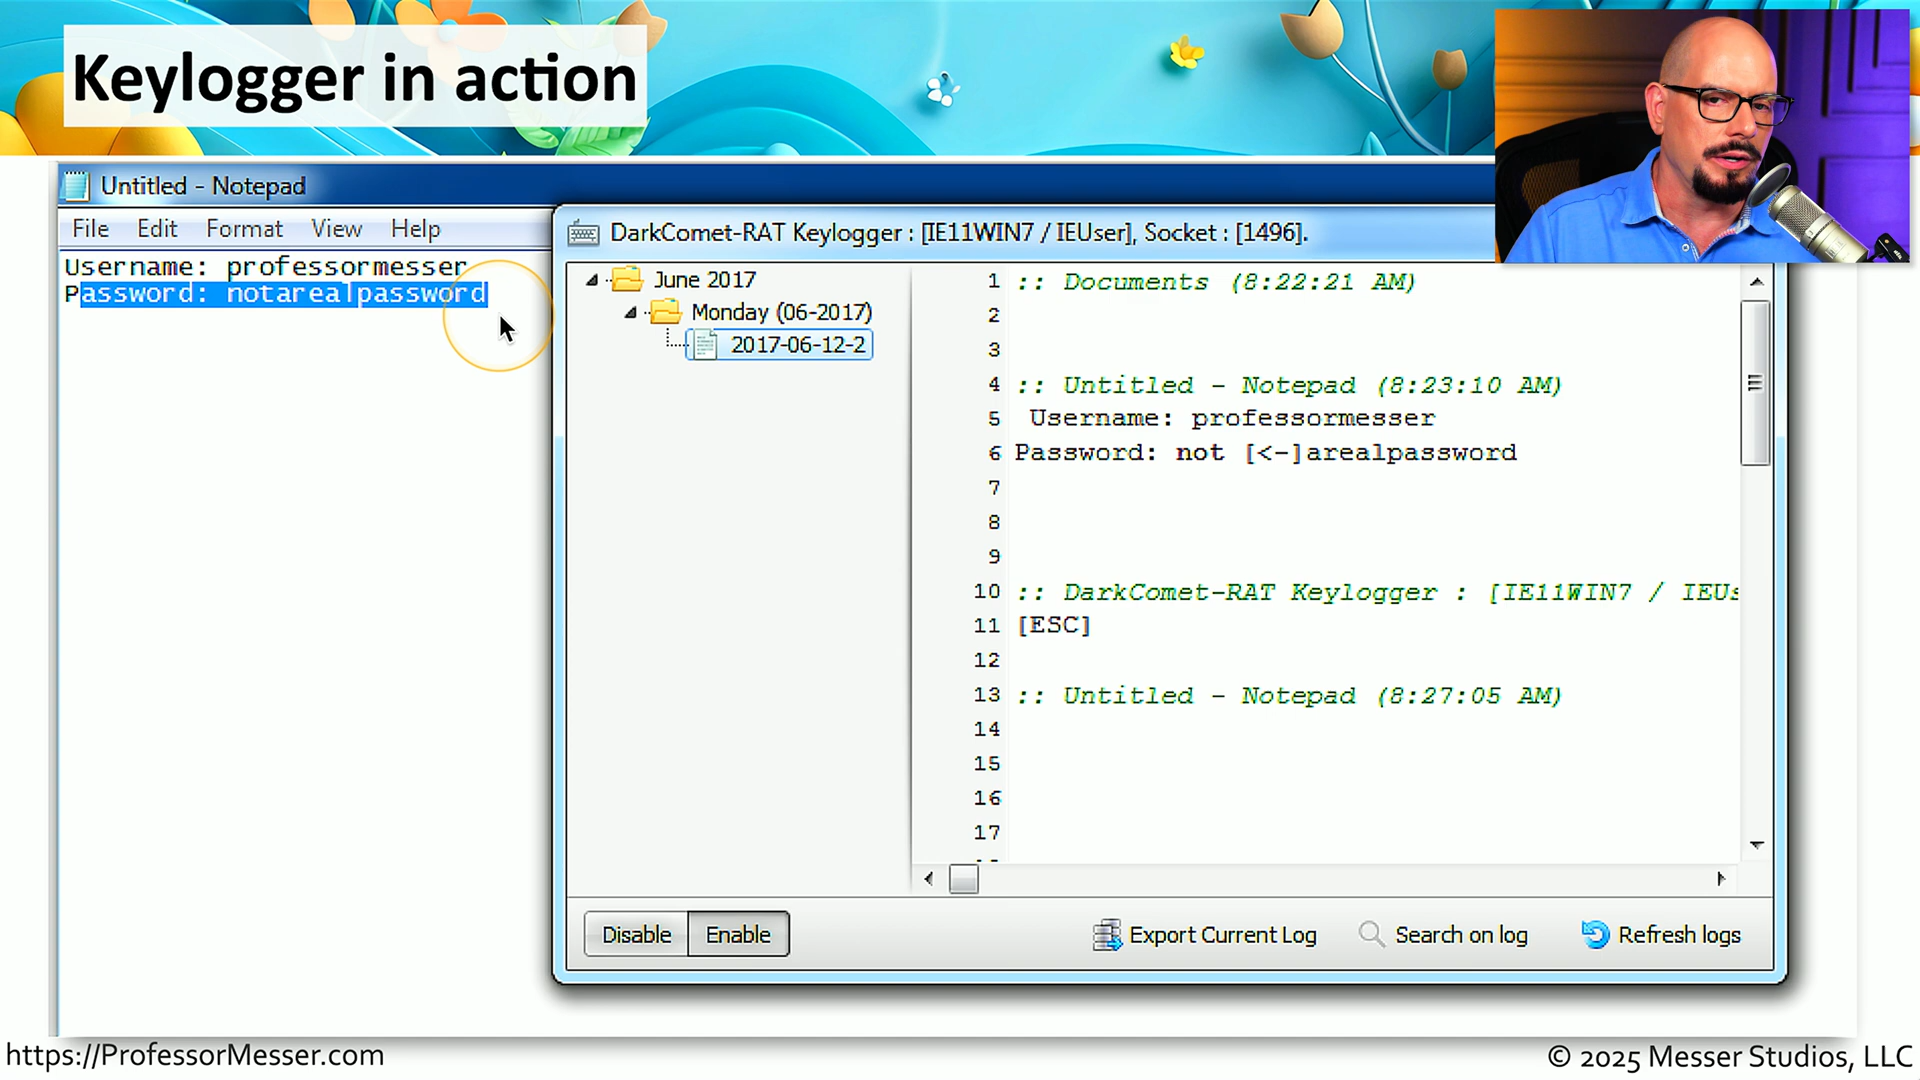 Keylogger in action
Untitled - Notepad
File Edit Format View Help
Username: professormesser
Password: notarealpassword
DarkComet-RAT Keylogger : [IE11WIN7 / IEUser], Socket : [1496].
June 2017
Monday (06-2017)
2017-06-12-2
1 :: Documents (8:22:21 AM)
2
3
4 :: Untitled - Notepad (8:23:10 AM)
5 Username: professormesser
6 Password: not [<-]arealpassword
7
8
9
10 :: DarkComet-RAT Keylogger : [IE11WIN7 / IEUs
11 [ESC]
12
13 :: Untitled - Notepad (8:27:05 AM)
14
15
16
17
Disable Enable Export Current Log Search on log Refresh logs
https://ProfessorMesser.com
© 2025 Messer Studios, LLC